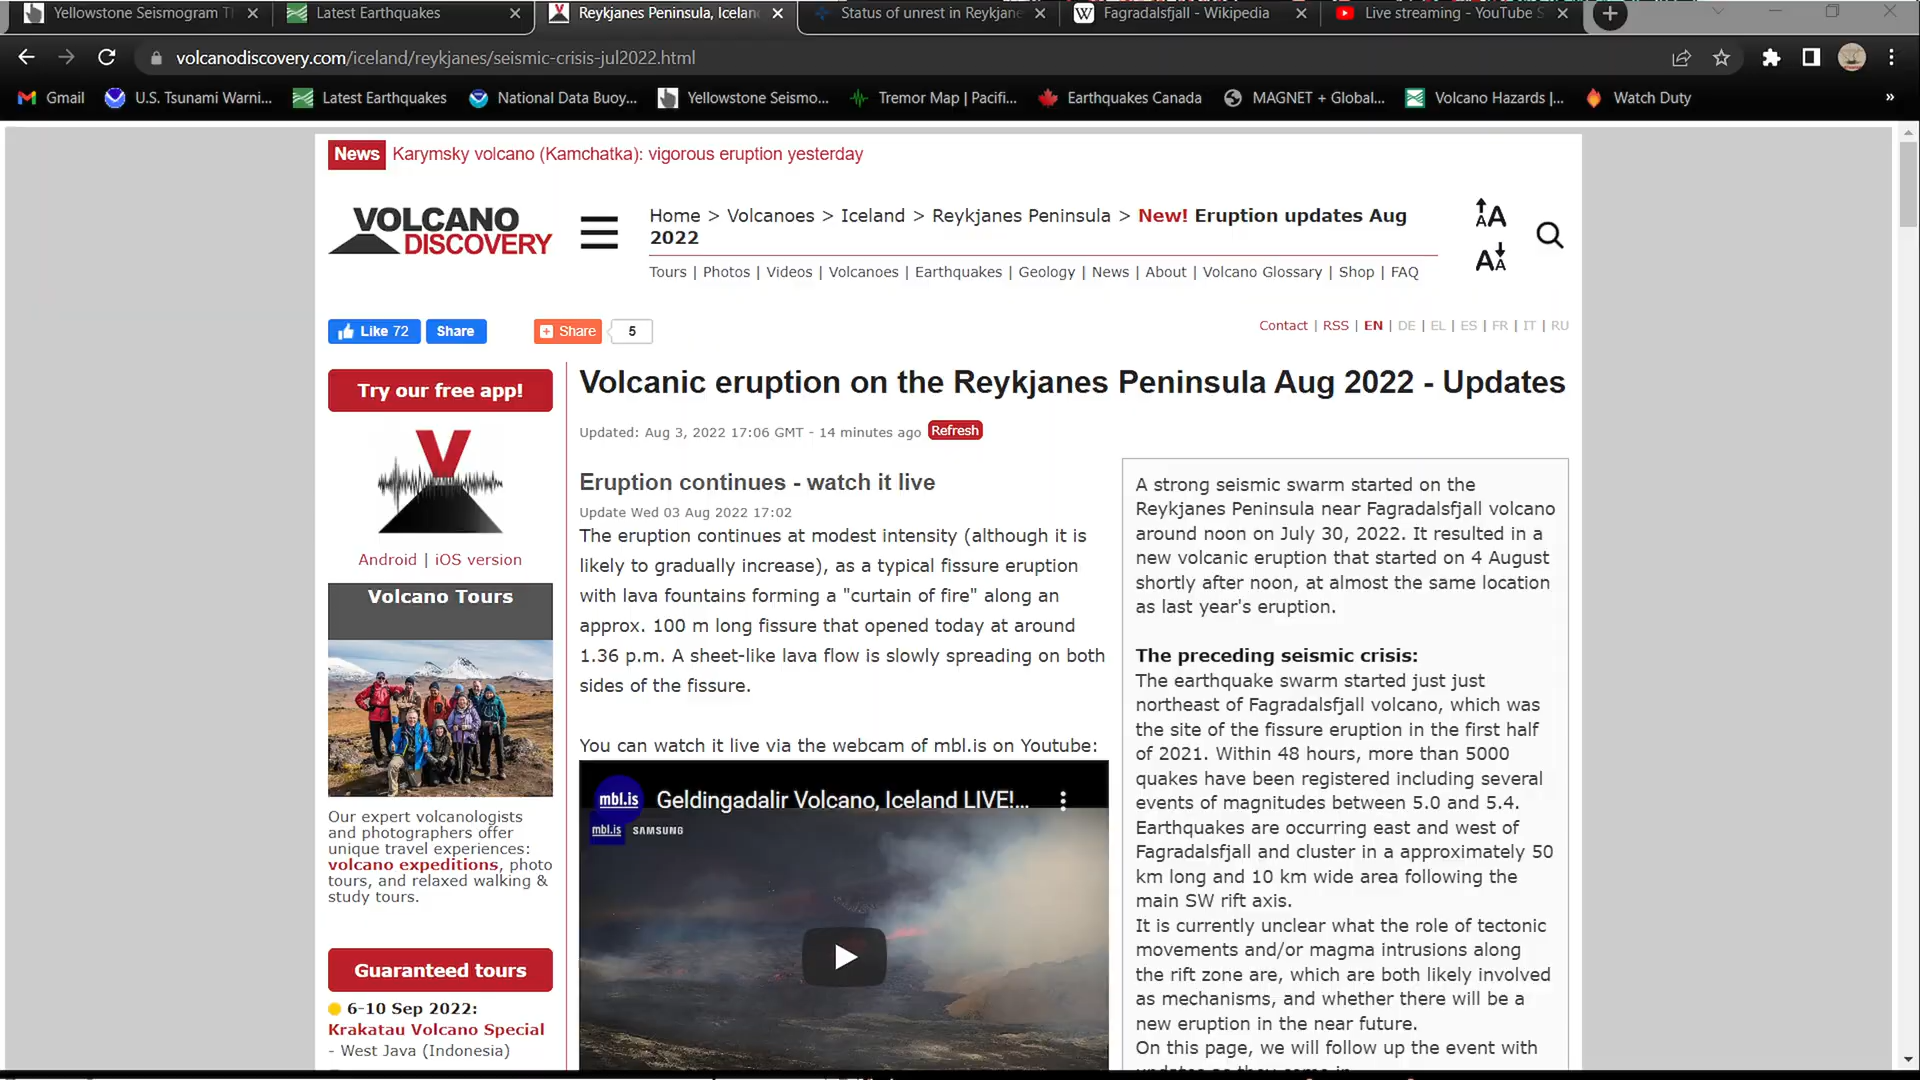 Yellowstone Seismogram T
Latest Earthquakes
Reykjanes Peninsula, Icelan
Status of unrest in Reykjane
Fagradalsfjall - Wikipedia
Live streaming - YouTube S
volcanodiscovery.com/iceland/reykjanes/seismic-crisis-jul2022.html
Gmail
U.S. Tsunami Warni...
Latest Earthquakes
National Data Buoy...
Yellowstone Seismo...
Tremor Map | Pacifi...
Earthquakes Canada
MAGNET + Global...
Volcano Hazards |...
Watch Duty
»
News Karymsky volcano (Kamchatka): vigorous eruption yesterday
VOLCANO
DISCOVERY
Home > Volcanoes > Iceland > Reykjanes Peninsula > New! Eruption updates Aug
2022
Tours | Photos | Videos | Volcanoes | Earthquakes | Geology | News | About | Volcano Glossary | Shop | FAQ
AA
AA
Like 72
Share
Share
5
Contact | RSS | EN | DE | EL | ES | FR | IT | RU
Try our free app!
V
Android | iOS version
Volcano Tours
Our expert volcanologists
and photographers offer
unique travel experiences:
volcano expeditions, photo
tours, and relaxed walking &
study tours.
Guaranteed tours
6-10 Sep 2022:
Krakatau Volcano Special
- West Java (Indonesia)
Volcanic eruption on the Reykjanes Peninsula Aug 2022 - Updates
Updated: Aug 3, 2022 17:06 GMT - 14 minutes ago Refresh
Eruption continues - watch it live
Update Wed 03 Aug 2022 17:02
The eruption continues at modest intensity (although it is
likely to gradually increase), as a typical fissure eruption
with lava fountains forming a "curtain of fire" along an
approx. 100 m long fissure that opened today at around
1.36 p.m. A sheet-like lava flow is slowly spreading on both
sides of the fissure.
You can watch it live via the webcam of mbl.is on Youtube:
mbl.is
Geldingadalir Volcano, Iceland LIVE!...
mbl.is SAMSUNG
A strong seismic swarm started on the
Reykjanes Peninsula near Fagradalsfjall volcano
around noon on July 30, 2022. It resulted in a
new volcanic eruption that started on 4 August
shortly after noon, at almost the same location
as last year's eruption.
The preceding seismic crisis:
The earthquake swarm started just just
northeast of Fagradalsfjall volcano, which was
the site of the fissure eruption in the first half
of 2021. Within 48 hours, more than 5000
quakes have been registered including several
events of magnitudes between 5.0 and 5.4.
Earthquakes are occurring east and west of
Fagradalsfjall and cluster in a approximately 50
km long and 10 km wide area following the
main SW rift axis.
It is currently unclear what the role of tectonic
movements and/or magma intrusions along
the rift zone are, which are both likely involved
as mechanisms, and whether there will be a
new eruption in the near future.
On this page, we will follow up the event with
updates as they come in.